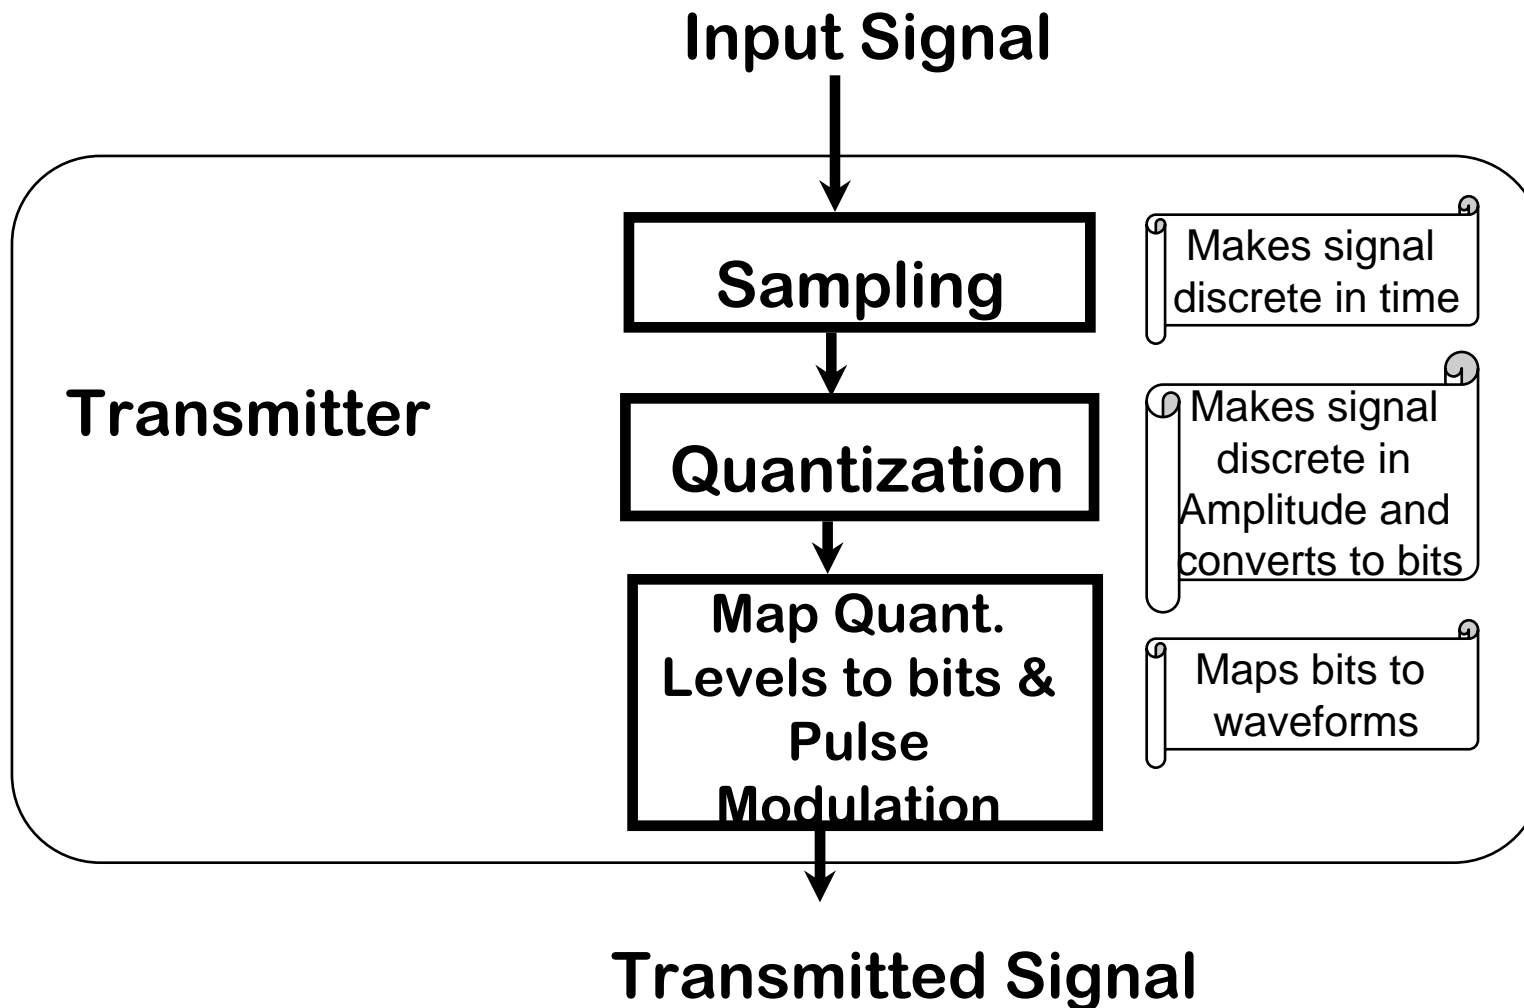 Input Signal
Sampling
Makes signal
discrete in time
Transmitter
Quantization
Makes signal
discrete in
Amplitude and
converts to bits
Map Quant.
Levels to bits &
Pulse
Modulation
Maps bits to
waveforms
Transmitted Signal